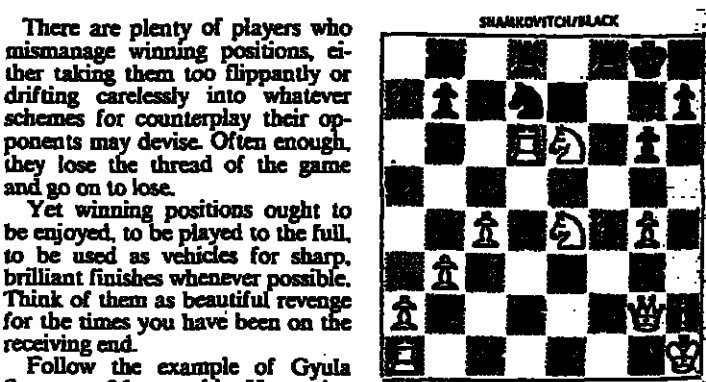 There are plenty of players who
mismanage winning positions, ei-
ther taking them too flippantly or
drifting carelessly into whatever
schemes for counterplay their op-
ponents may devise. Often enough,
they lose the thread of the game
and go on to lose.
Yet winning positions ought to
be enjoyed, to be played to the full,
to be used as vehicles for sharp,
brilliant finishes whenever possible.
Think of them as beautiful revenge
for the times you have been on the
receiving end.
Follow the example of Gyula
SHAMKOVITCH/BLACK